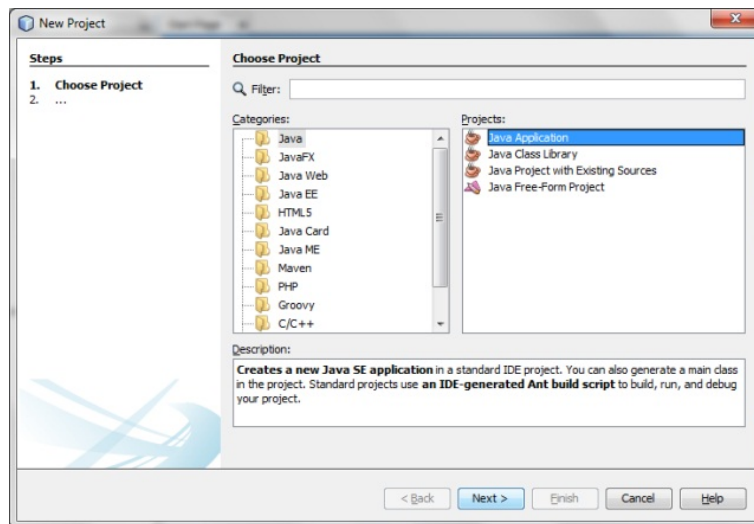 New Project
Steps
1. Choose Project
2. ...
Choose Project
Filter:
Categories:
Java
JavaFX
Java Web
Java EE
HTML5
Java Card
Java ME
Maven
PHP
Groovy
C/C++
Projects:
Java Application
Java Class Library
Java Project with Existing Sources
Java Free-Form Project
Description:
Creates a new Java SE application in a standard IDE project. You can also generate a main class
in the project. Standard projects use an IDE-generated Ant build script to build, run, and debug
your project.
< Back
Next >
Finish
Cancel
Help